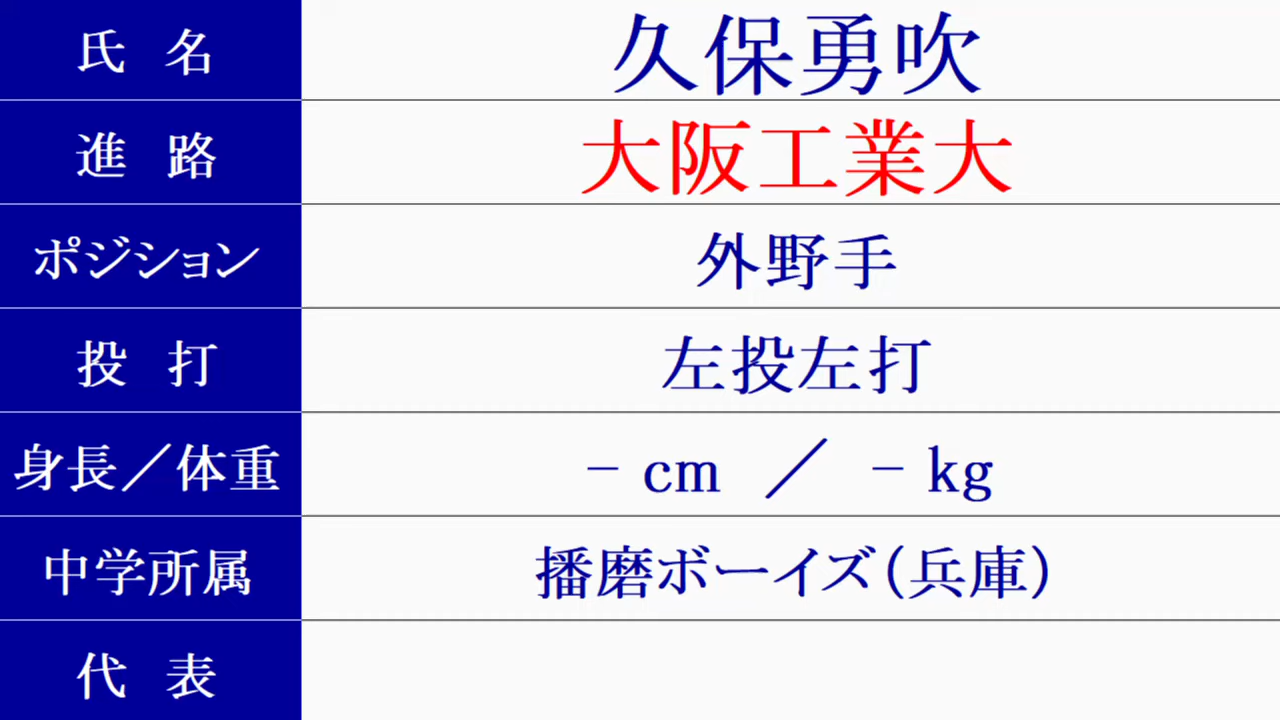 氏 名 久保勇吹
進 路 大阪工業大
ポジション 外野手
投 打 左投左打
身長／体重 － cm ／ － kg
中学所属 播磨ボーイズ（兵庫）
代 表